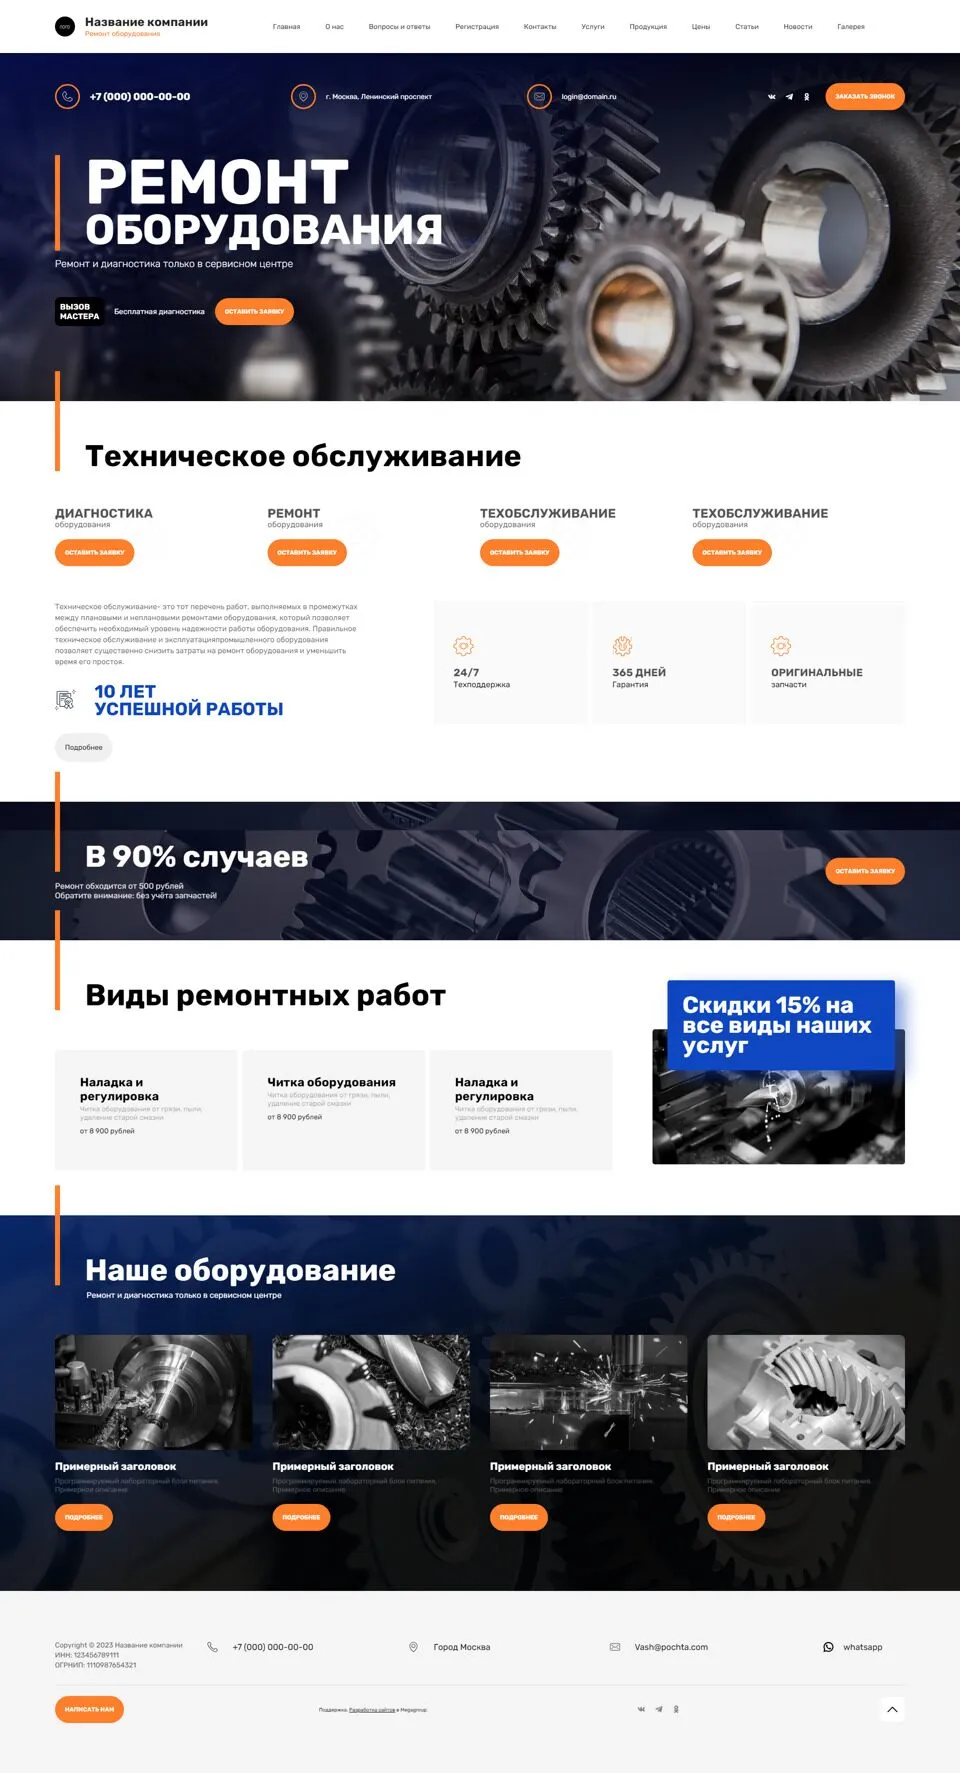 лого
Название компании
Ремонт оборудования
Главная
О нас
Вопросы и ответы
Регистрация
Контакты
Услуги
Продукция
Цены
Статьи
Новости
Галерея
+7 (000) 000-00-00
г. Москва, Ленинский проспект
login@domain.ru
ЗАКАЗАТЬ ЗВОНОК
РЕМОНТ
ОБОРУДОВАНИЯ
Ремонт и диагностика только в сервисном центре
ВЫЗОВ
МАСТЕРА
Бесплатная диагностика
ОСТАВИТЬ ЗАЯВКУ
Техническое обслуживание
ДИАГНОСТИКА
оборудования
ОСТАВИТЬ ЗАЯВКУ
РЕМОНТ
оборудования
ОСТАВИТЬ ЗАЯВКУ
ТЕХОБСЛУЖИВАНИЕ
оборудования
ОСТАВИТЬ ЗАЯВКУ
ТЕХОБСЛУЖИВАНИЕ
оборудования
ОСТАВИТЬ ЗАЯВКУ
Техническое обслуживание- это тот перечень работ, выполняемых в промежутках
между плановыми и неплановыми ремонтами оборудования, который позволяет
обеспечить необходимый уровень надежности работы оборудования. Правильное
техническое обслуживание и эксплуатацияпромышленного оборудования
позволяет существенно снизить затраты на ремонт оборудования и уменьшить
время его простоя.
10 ЛЕТ
УСПЕШНОЙ РАБОТЫ
Подробнее
24/7
Техподдержка
365 ДНЕЙ
Гарантия
ОРИГИНАЛЬНЫЕ
запчасти
В 90% случаев
Ремонт обходится от 500 рублей
Обратите внимание: без учёта запчастей!
ОСТАВИТЬ ЗАЯВКУ
Виды ремонтных работ
Наладка и
регулировка
Читка оборудования от грязи, пыли,
удаление старой смазки
от 8 900 рублей
Читка оборудования
Читка оборудования от грязи, пыли,
удаление старой смазки
от 8 900 рублей
Наладка и
регулировка
Читка оборудования от грязи, пыли,
удаление старой смазки
от 8 900 рублей
Скидки 15% на
все виды наших
услуг
Наше оборудование
Ремонт и диагностика только в сервисном центре
Примерный заголовок
Программируемый лабораторный блок питания.
Примерное описание
ПОДРОБНЕЕ
Примерный заголовок
Программируемый лабораторный блок питания.
Примерное описание
ПОДРОБНЕЕ
Примерный заголовок
Программируемый лабораторный блок питания.
Примерное описание
ПОДРОБНЕЕ
Примерный заголовок
Программируемый лабораторный блок питания.
Примерное описание
ПОДРОБНЕЕ
Copyright © 2023 Название компании
ИНН: 123456789111
ОГРНИП: 1110987654321
+7 (000) 000-00-00
Город Москва
Vash@pochta.com
whatsapp
НАПИСАТЬ НАМ
Поддержка. Разработка сайтов в Megagroup.